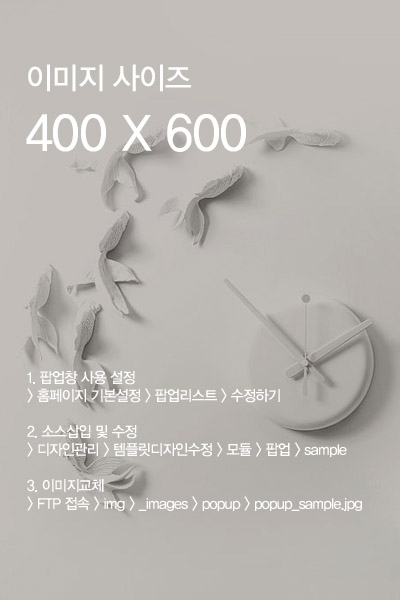 이미지 사이즈
400 X 600
1. 팝업창 사용 설정
> 홈페이지 기본설정 > 팝업리스트 > 수정하기
2. 소스삽입 및 수정
> 디자인관리 > 템플릿디자인수정 > 모듈 > 팝업 > sample
3. 이미지교체
> FTP 접속 > img > _images > popup > popup_sample.jpg